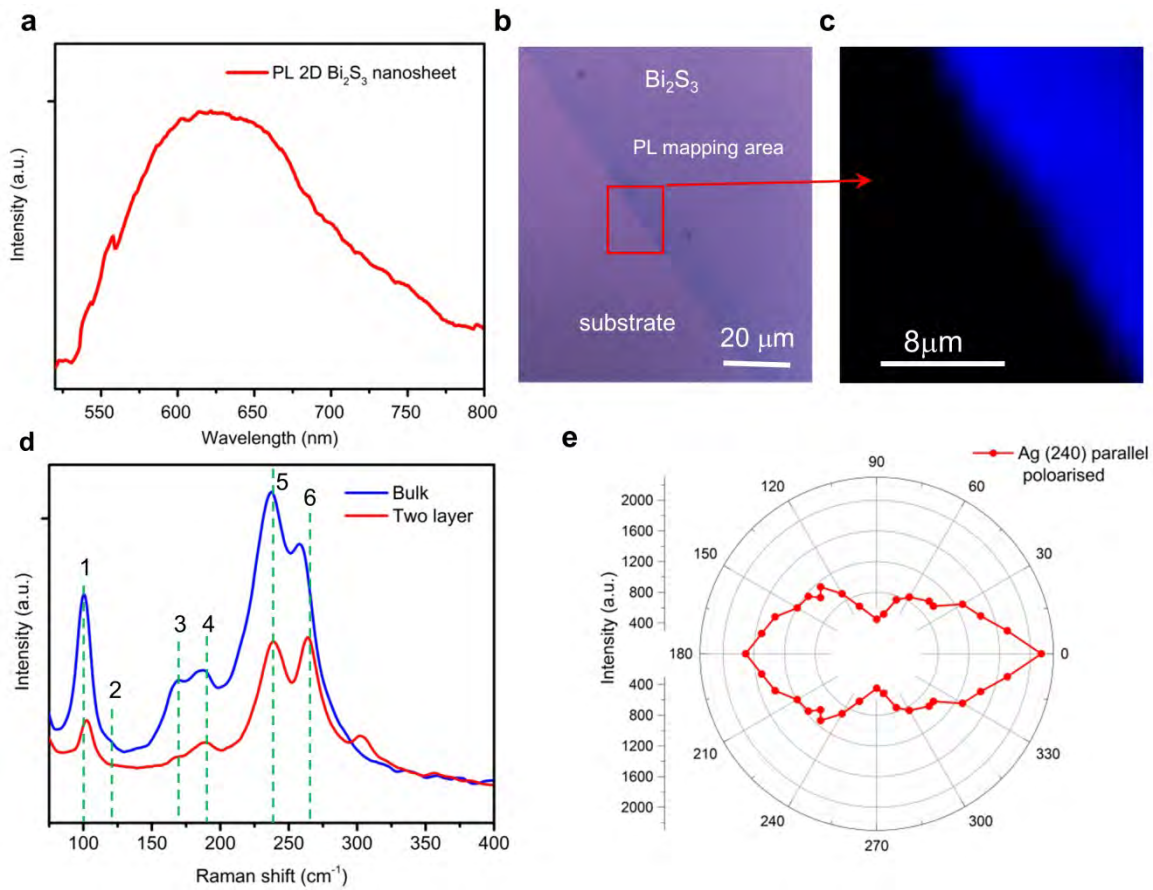 a
PL 2D Bi₂S₃ nanosheet
Intensity (a.u.)
550 600 650 700 750 800
Wavelength (nm)
b
Bi₂S₃
PL mapping area
substrate
20 μm
c
8μm
d
Bulk
Two layer
1
2
3
4
5
6
Intensity (a.u.)
100 150 200 250 300 350 400
Raman shift (cm⁻¹)
e
Ag (240) parallel
poloarised
Intensity (a.u.)
2000
1600
1200
800
400
400
800
1200
1600
2000
90
120
60
150
30
180
0
210
330
240
300
270